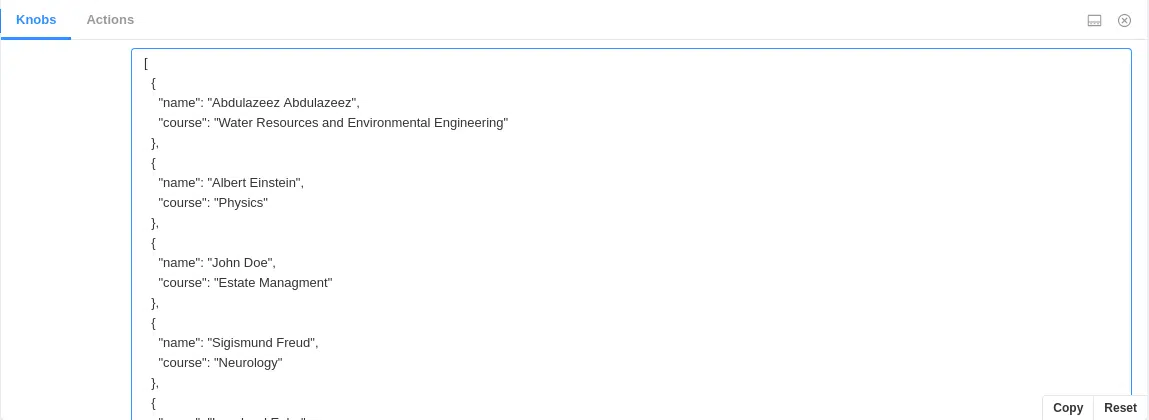 Knobs Actions
[
{
"name": "Abdulazeez Abdulazeez",
"course": "Water Resources and Environmental Engineering"
},
{
"name": "Albert Einstein",
"course": "Physics"
},
{
"name": "John Doe",
"course": "Estate Managment"
},
{
"name": "Sigismund Freud",
"course": "Neurology"
},
{
Copy Reset